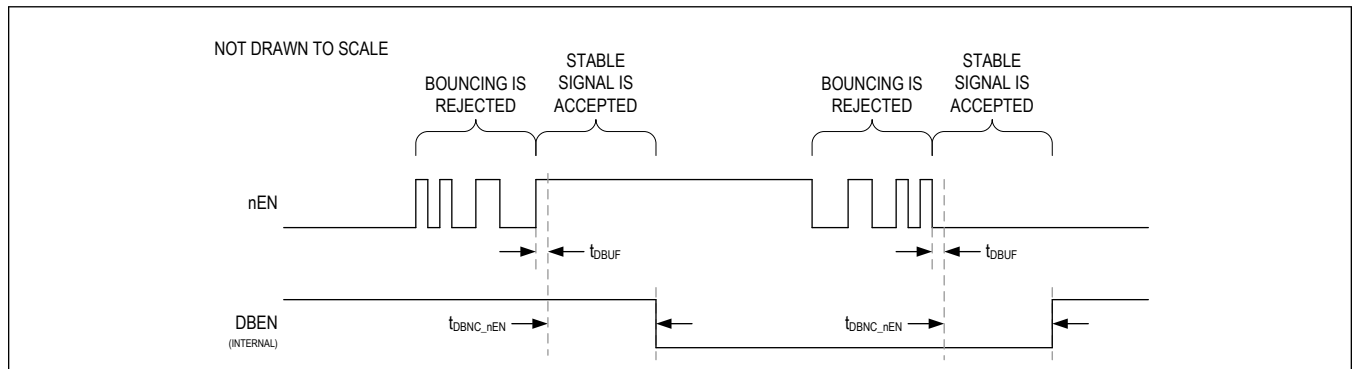 NOT DRAWN TO SCALE
BOUNCING IS
REJECTED
STABLE
SIGNAL IS
ACCEPTED
BOUNCING IS
REJECTED
STABLE
SIGNAL IS
ACCEPTED
nEN
tDBUF
tDBUF
DBEN
(INTERNAL)
tDBNC_nEN
tDBNC_nEN